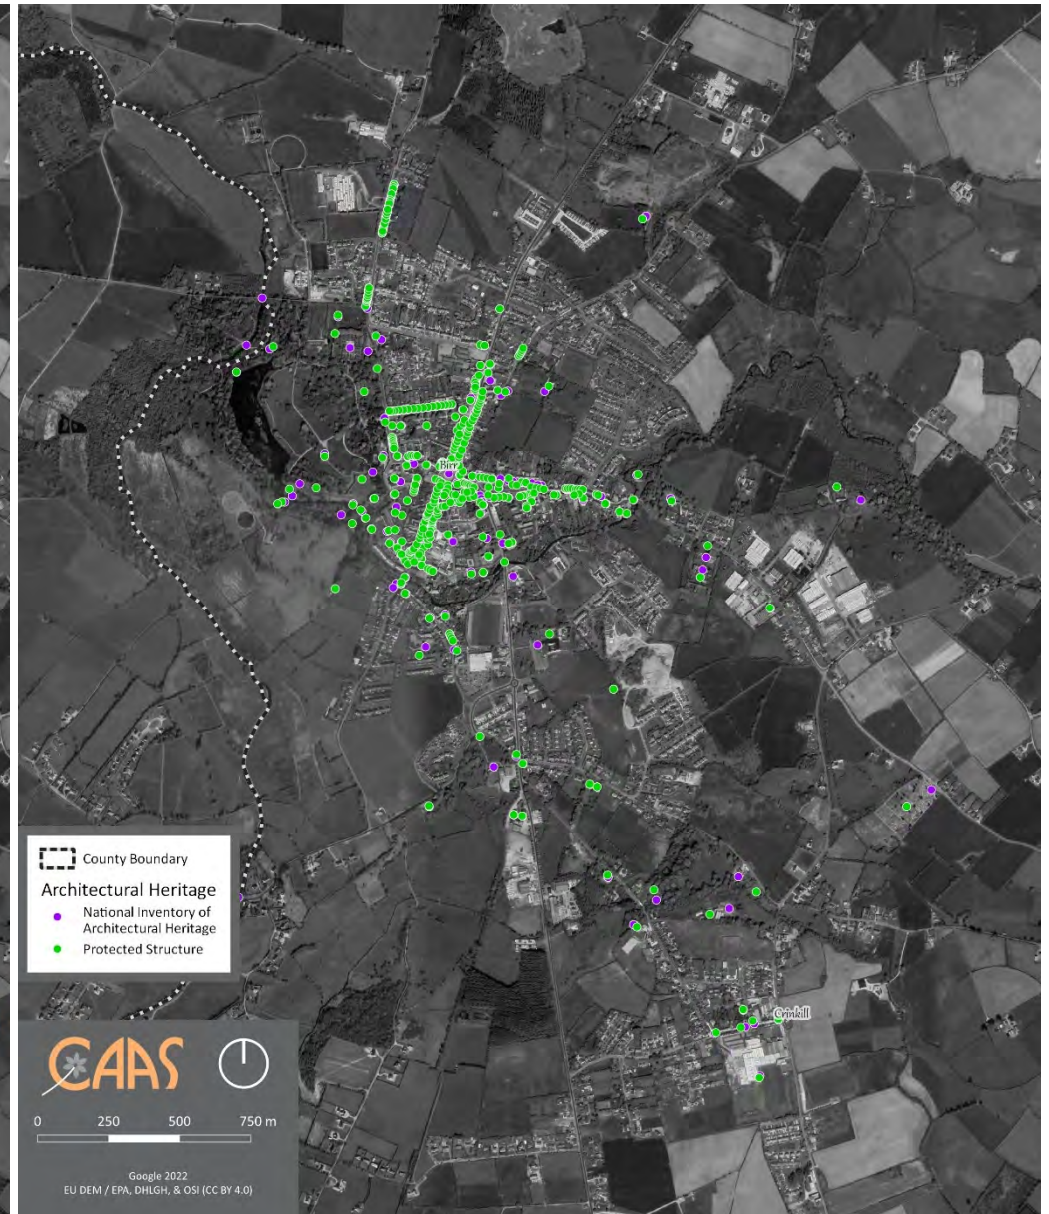 Birr
Crinkill
County Boundary
Architectural Heritage
National Inventory of
Architectural Heritage
Protected Structure
CAAS
0 250 500 750 m
Google 2022
EU DEM / EPA, DHLGH, & OSI (CC BY 4.0)